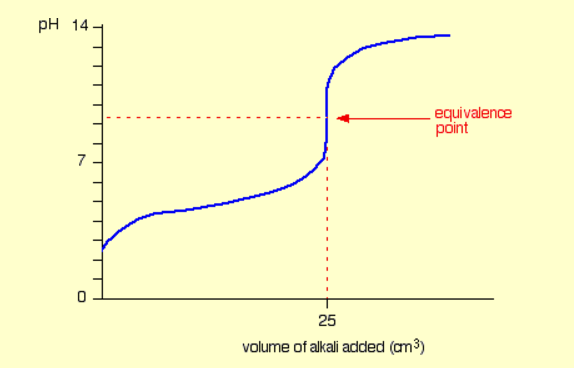 pH 14
equivalence
point
7
0
25
volume of alkali added (cm³)